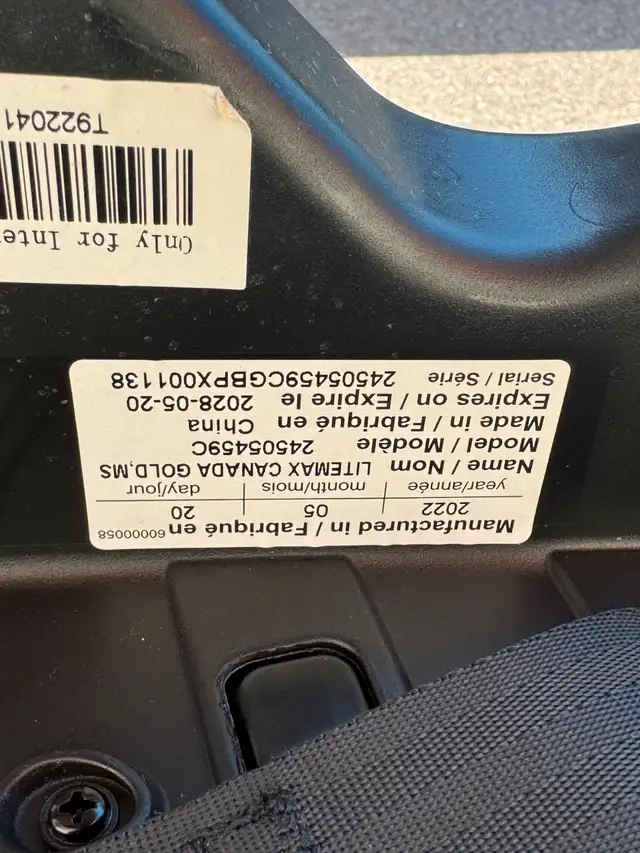 Manufactured in / Fabriqué en 60000058
2022 05 20
year/année month/mois day/jour
Name / Nom LITEMAX CANADA GOLD,MS
Model / Modèle 24505459C
Made in / Fabriqué en China
Expires on / Expire le 2028-05-20
Serial / Série 24505459CGBPX001138
Only for
T922041